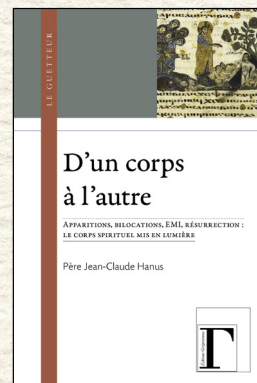 LE GUETTEUR
D'un corps
à l'autre
APPARITIONS, BILOCATIONS, EMI, RÉSURRECTION :
LE CORPS SPIRITUEL MIS EN LUMIÈRE
Père Jean-Claude Hanus
Γ